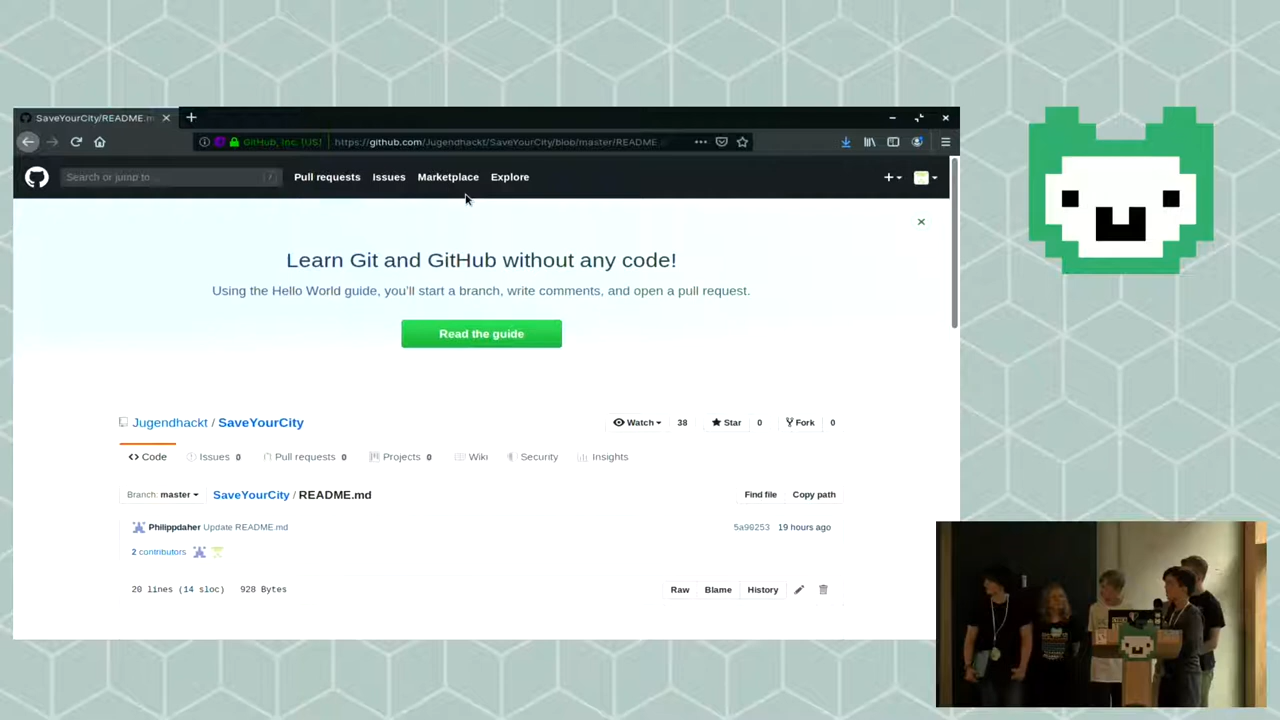 SaveYourCity/README.m
GitHub, Inc. (US)
https://github.com/Jugendhackt/SaveYourCity/blob/master/README
Search or jump to ...
/
Pull requests
Issues
Marketplace
Explore
Learn Git and GitHub without any code!
Using the Hello World guide, you'll start a branch, write comments, and open a pull request.
Read the guide
Jugendhackt / SaveYourCity
Watch 38
Star 0
Fork 0
Code
Issues 0
Pull requests 0
Projects 0
Wiki
Security
Insights
Branch: master
SaveYourCity / README.md
Find file
Copy path
Philippdaher Update README.md
5a90253 19 hours ago
2 contributors
20 lines (14 sloc) 928 Bytes
Raw
Blame
History